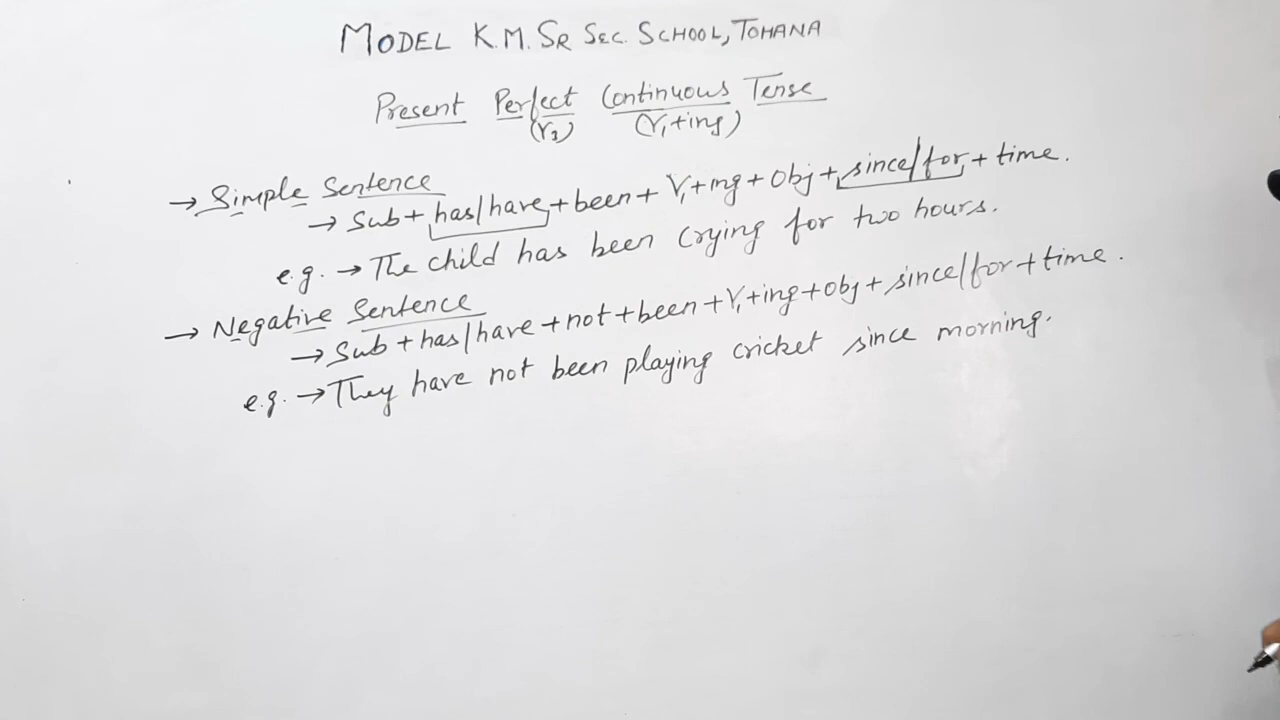 MODEL K.M. SR SEC. SCHOOL, TOHANA
Present Perfect Continuous Tense
(V3) (V1+ing)
→ Simple Sentence
→ Sub + has/have + been + V1+ing + Obj + since/for + time.
e.g. → The child has been crying for two hours.
→ Negative Sentence
→ Sub + has/have + not + been + V1+ing + Obj + since/for + time.
e.g. → They have not been playing cricket since morning.